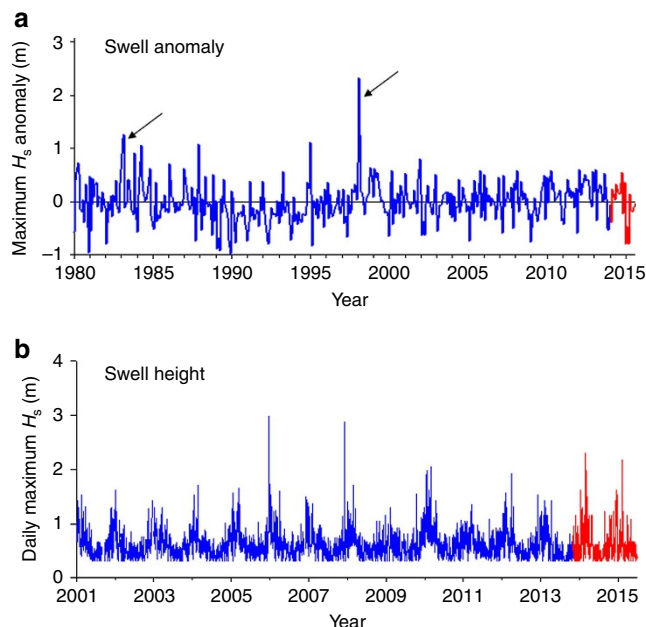 a
Swell anomaly
Maximum Hs anomaly (m)
3
2
1
0
–1
1980 1985 1990 1995 2000 2005 2010 2015
Year
b
Swell height
Daily maximum Hs (m)
4
3
2
1
0
2001 2003 2005 2007 2009 2011 2013 2015
Year